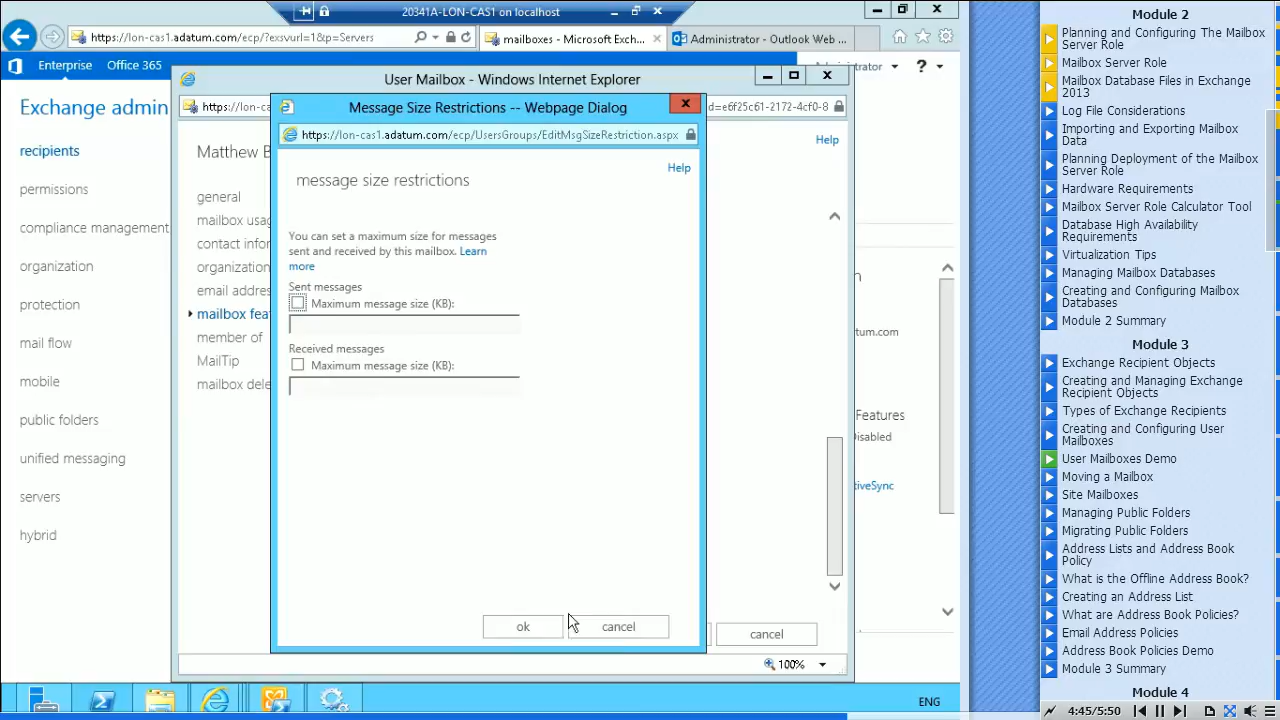 20341A-LON-CAS1 on localhost
https://lon-cas1.adatum.com/ecp/?exsvurl=1&p=Servers
mailboxes - Microsoft Exch...
Administrator - Outlook Web ...
Enterprise
Office 365
?
User Mailbox - Windows Internet Explorer
Message Size Restrictions -- Webpage Dialog
https://lon-cas1.adatum.com/ecp/UsersGroups/EditMsgSizeRestriction.aspx
Help
Help
message size restrictions
You can set a maximum size for messages
sent and received by this mailbox. Learn
more
Sent messages
Maximum message size (KB):
Received messages
Maximum message size (KB):
ok
cancel
cancel
100%
Exchange admin
recipients
permissions
compliance management
organization
protection
mail flow
mobile
public folders
unified messaging
servers
hybrid
Matthew B
general
mailbox usa
contact infor
organization
email addres
mailbox feat
member of
MailTip
mailbox dele
tum.com
Features
Disabled
tiveSync
ENG
Module 2
Planning and Configuring The Mailbox
Server Role
Mailbox Server Role
Mailbox Database Files in Exchange
2013
Log File Considerations
Importing and Exporting Mailbox
Data
Planning Deployment of the Mailbox
Server Role
Hardware Requirements
Mailbox Server Role Calculator Tool
Database High Availability
Requirements
Virtualization Tips
Managing Mailbox Databases
Creating and Configuring Mailbox
Databases
Module 2 Summary
Module 3
Exchange Recipient Objects
Creating and Managing Exchange
Recipient Objects
Types of Exchange Recipients
Creating and Configuring User
Mailboxes
User Mailboxes Demo
Moving a Mailbox
Site Mailboxes
Managing Public Folders
Migrating Public Folders
Address Lists and Address Book
Policy
What is the Offline Address Book?
Creating an Address List
What are Address Book Policies?
Email Address Policies
Address Book Policies Demo
Module 3 Summary
Module 4
4:45/5:50